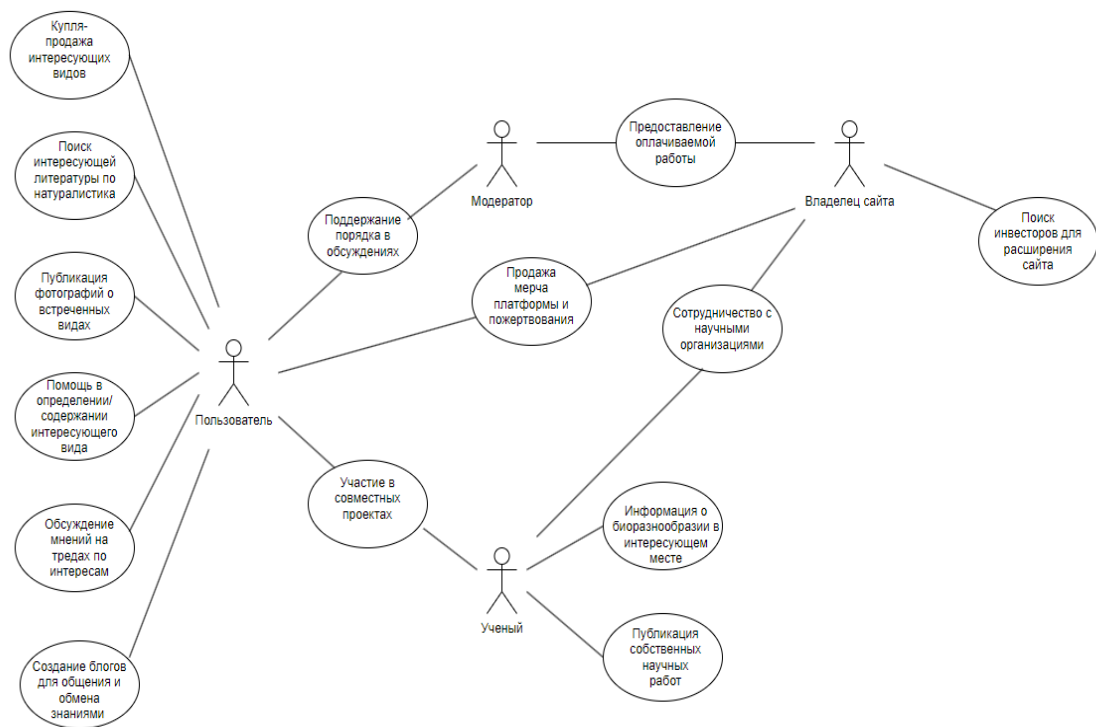 Купля-
продажа
интересующих
видов
Поиск
интересующей
литературы по
натуралистика
Публикация
фотографий о
встреченных
видах
Помощь в
определении/
содержании
интересующего
вида
Обсуждение
мнений на
тредах по
интересам
Создание блогов
для общения и
обмена
знаниями
Пользователь
Поддержание
порядка в
обсуждениях
Модератор
Предоставление
оплачиваемой
работы
Владелец сайта
Поиск
инвесторов для
расширения
сайта
Продажа
мерча
платформы и
пожертвования
Сотрудничество с
научными
организациями
Участие в
совместных
проектах
Ученый
Информация о
биоразнообразии в
интересующем
месте
Публикация
собственных
научных
работ